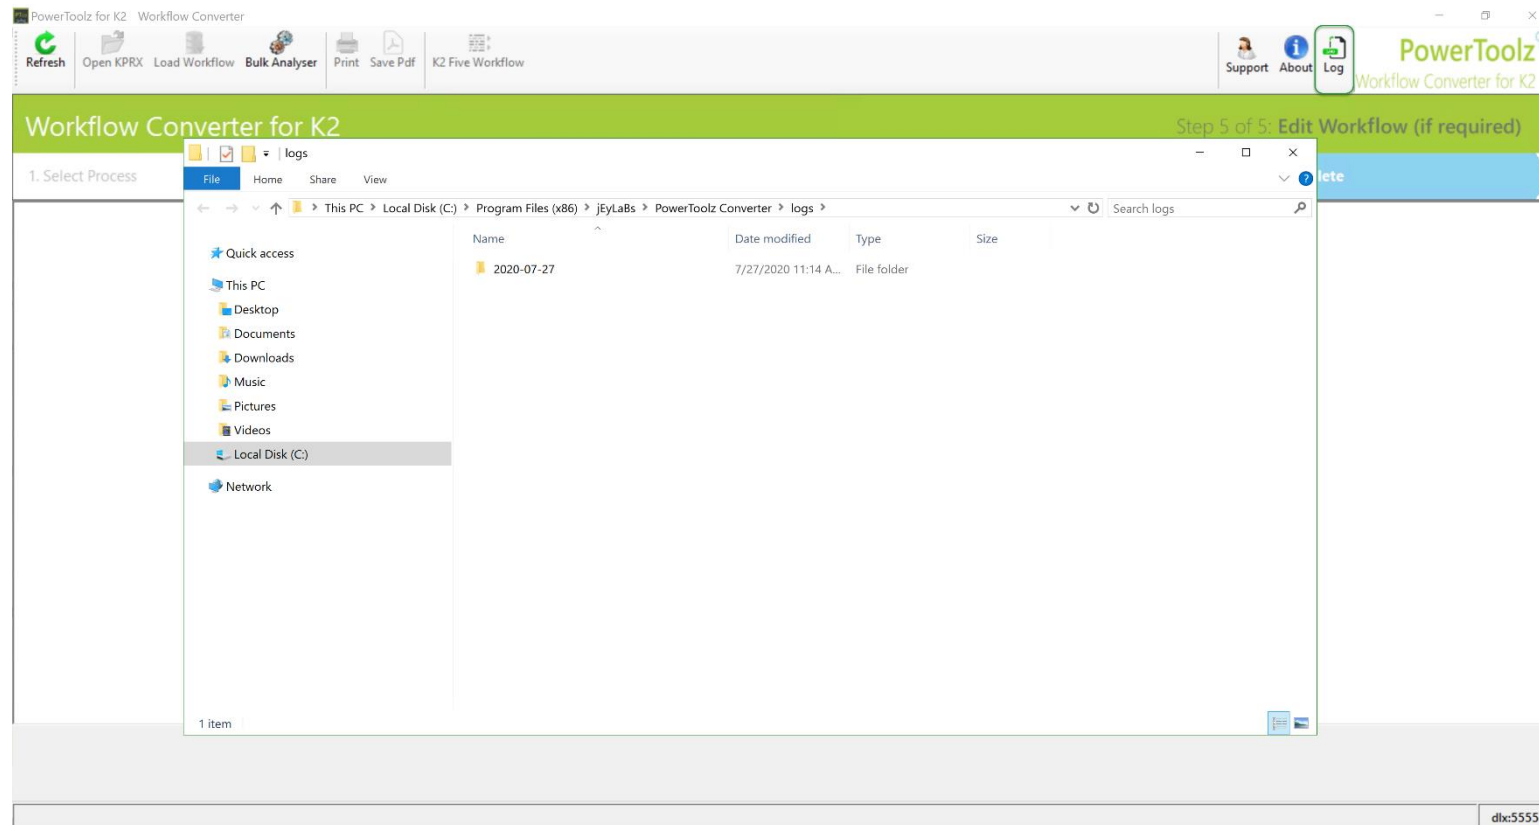 PowerToolz for K2 Workflow Converter
Refresh
Open KPRX
Load Workflow
Bulk Analyser
Print
Save Pdf
K2 Five Workflow
Support
About
Log
PowerToolz
Workflow Converter for K2
Workflow Converter for K2
Step 5 of 5: Edit Workflow (if required)
1. Select Process
lete
logs
File Home Share View
This PC > Local Disk (C:) > Program Files (x86) > jEyLaBs > PowerToolz Converter > logs >
Search logs
Name Date modified Type Size
2020-07-27 7/27/2020 11:14 A... File folder
Quick access
This PC
Desktop
Documents
Downloads
Music
Pictures
Videos
Local Disk (C:)
Network
1 item
dlx:5555